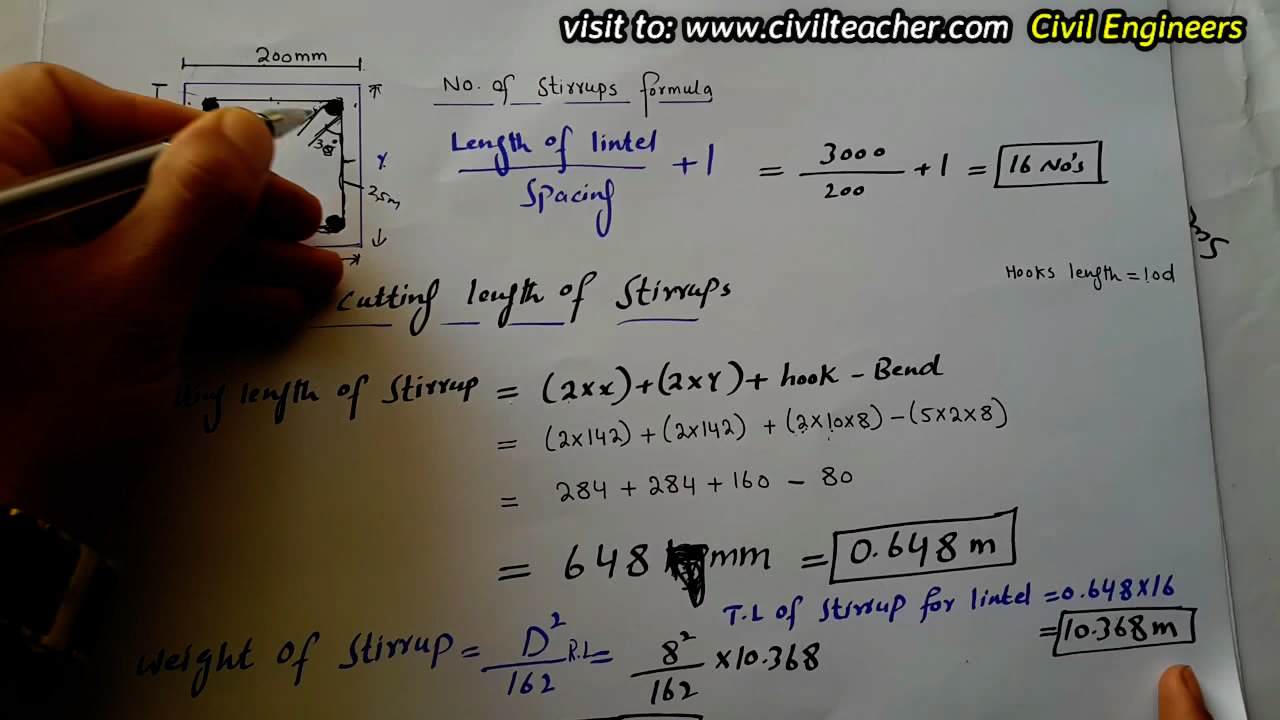 visit to: www.civilteacher.com Civil Engineers
200mm
No. of Stirrups formula
Length of lintel / Spacing + 1 = 3000 / 200 + 1 = 16 No's
Y
Hooks length = 10d
Cutting length of Stirrups
length of Stirrup = (2×X)+(2×Y)+ hook - Bend
= (2×142) + (2×142) + (2×10×8) - (5×2×8)
= 284 + 284 + 160 - 80
= 648 mm = 0.648 m
T.L of Stirrup for lintel = 0.648×16
= 10.368 m
Weight of Stirrup = D² / 162 R.L = 8² / 162 × 10.368